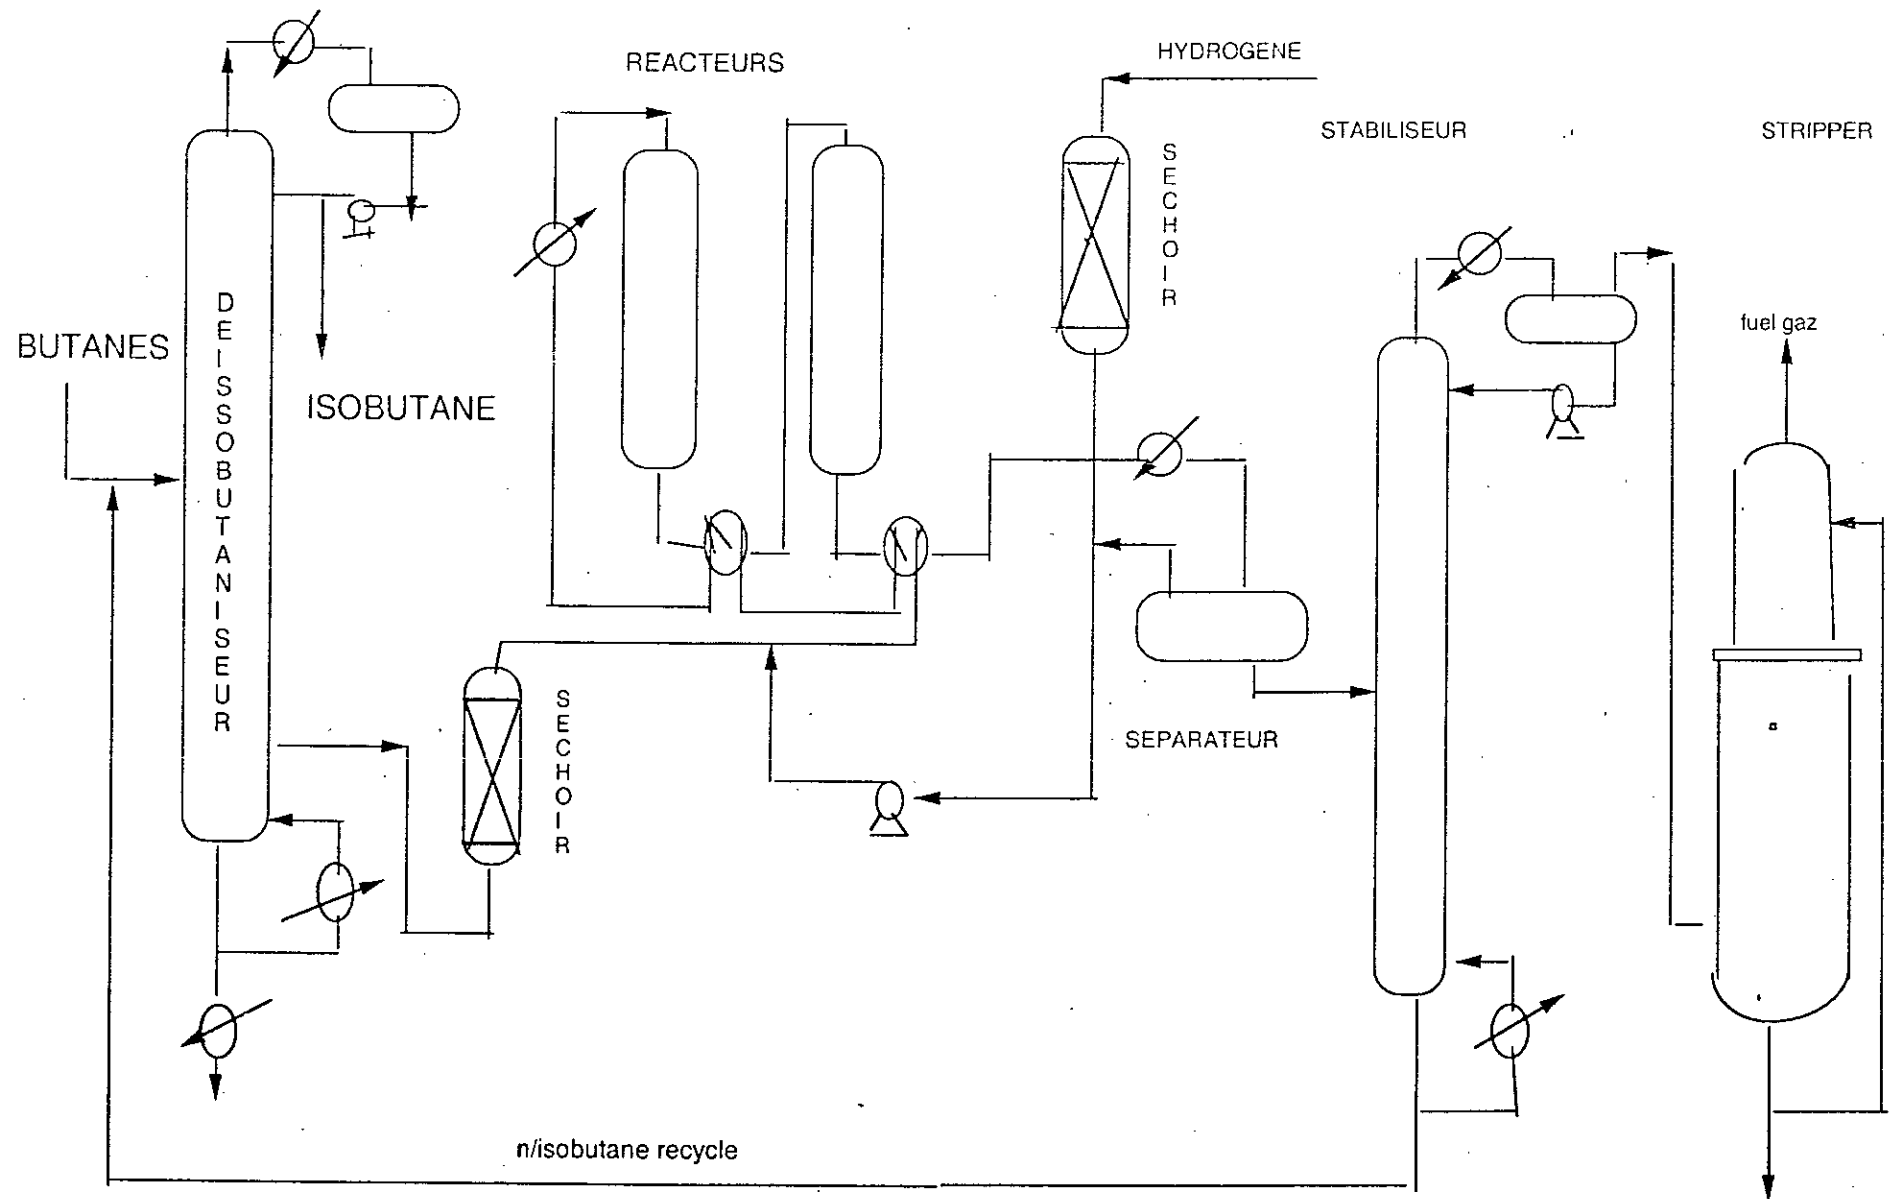 REACTEURS
HYDROGENE
STABILISEUR
STRIPPER
SECHOIR
DEISSOBUTANISEUR
BUTANES
ISOBUTANE
fuel gaz
SECHOIR
SEPARATEUR
n/isobutane recycle